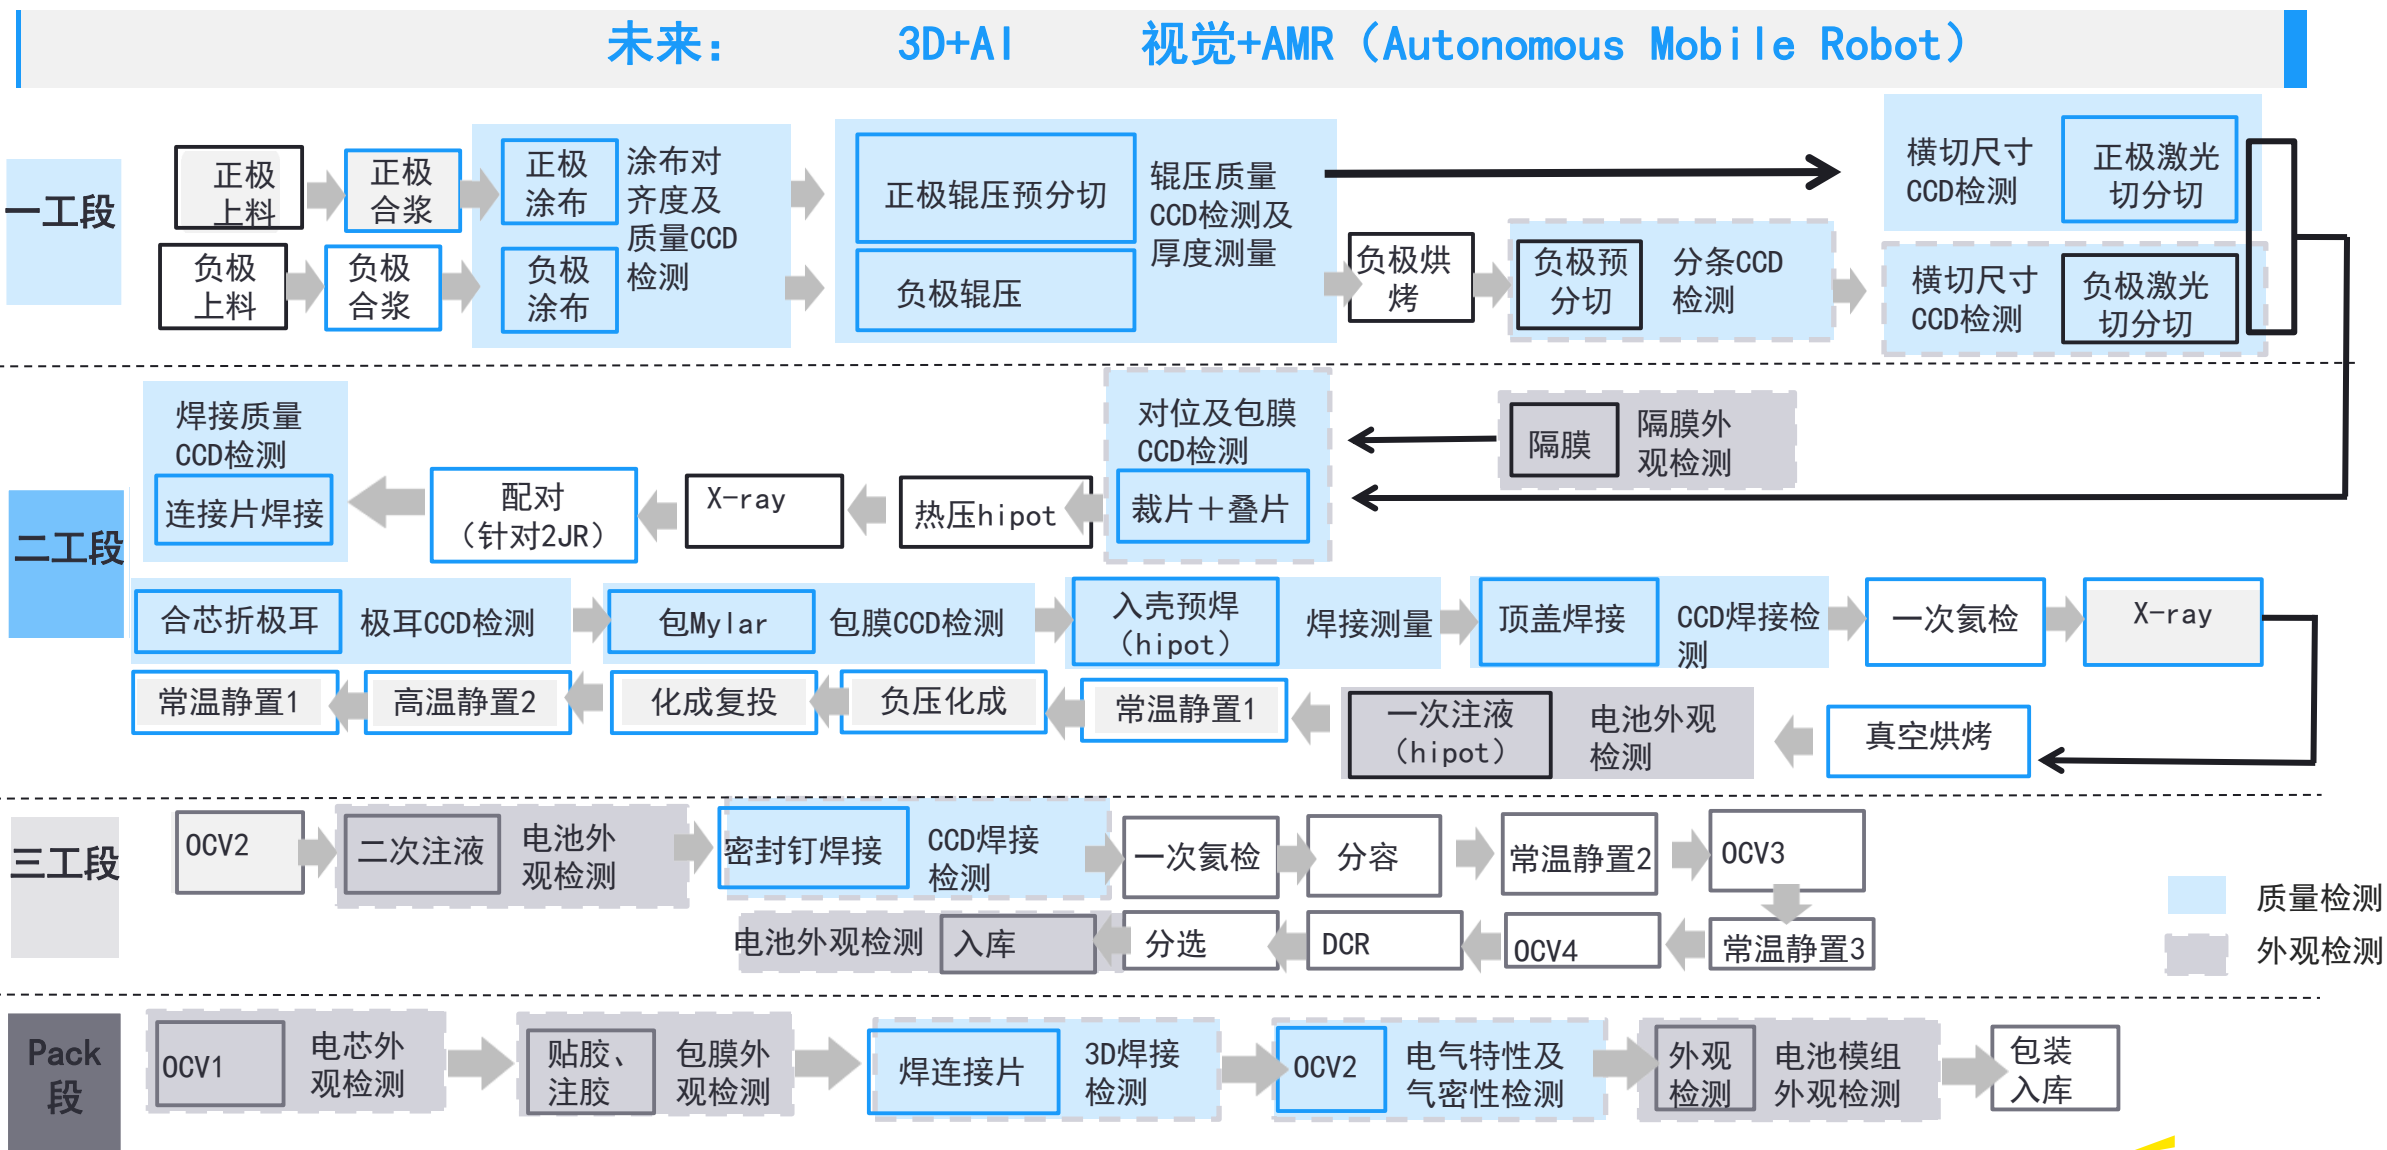 未来： 3D+AI 视觉+AMR（Autonomous Mobile Robot）
一工段
正极
上料
正极
合浆
正极
涂布
涂布对
齐度及
质量CCD
检测
正极辊压预分切
辊压质量
CCD检测及
厚度测量
横切尺寸
CCD检测
正极激光
切分切
负极
上料
负极
合浆
负极
涂布
负极辊压
负极烘
烤
负极预
分切
分条CCD
检测
横切尺寸
CCD检测
负极激光
切分切
二工段
焊接质量
CCD检测
连接片焊接
配对
（针对2JR）
X-ray
热压hipot
对位及包膜
CCD检测
裁片＋叠片
隔膜
隔膜外
观检测
合芯折极耳
极耳CCD检测
包Mylar
包膜CCD检测
入壳预焊
（hipot）
焊接测量
顶盖焊接
CCD焊接检
测
一次氦检
X-ray
常温静置1
高温静置2
化成复投
负压化成
常温静置1
一次注液
（hipot）
电池外观
检测
真空烘烤
三工段
OCV2
二次注液
电池外
观检测
密封钉焊接
CCD焊接
检测
一次氦检
分容
常温静置2
OCV3
电池外观检测
入库
分选
DCR
OCV4
常温静置3
质量检测
外观检测
Pack
段
OCV1
电芯外
观检测
贴胶、
注胶
包膜外
观检测
焊连接片
3D焊接
检测
OCV2
电气特性及
气密性检测
外观
检测
电池模组
外观检测
包装
入库